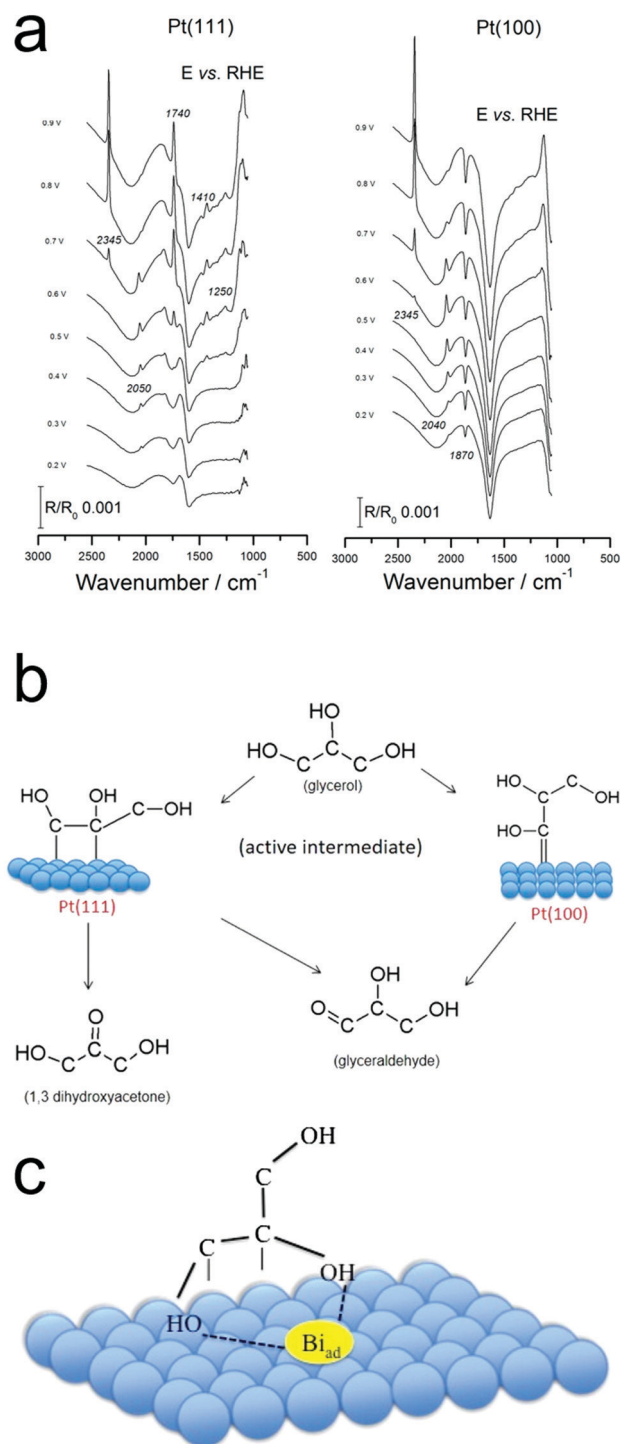 a
Pt(111)
E vs. RHE
0.9 V
1740
0.8 V
1410
2345
0.7 V
1250
0.6 V
0.5 V
2050
0.4 V
0.3 V
0.2 V
R/R0 0.001
3000 2500 2000 1500 1000 500
Wavenumber / cm-1
Pt(100)
E vs. RHE
0.9 V
0.8 V
0.7 V
0.6 V
2345
0.5 V
0.4 V
0.3 V
2040
0.2 V
1870
R/R0 0.001
3000 2500 2000 1500 1000 500
Wavenumber / cm-1
b
HO
HO C C C OH
(glycerol)
HO OH C OH
C C
Pt(111)
(active intermediate)
HO C C OH
HO C
Pt(100)
O
HO C C C OH
(1,3 dihydroxyacetone)
OH
O C C C OH
(glyceraldehyde)
c
OH
C
C C
OH
HO
Biad